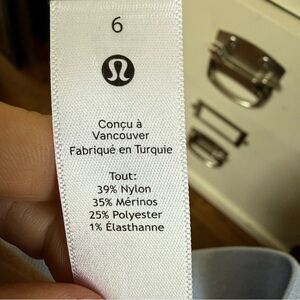 6
Conçu à
Vancouver
Fabriqué en Turquie
Tout:
39% Nylon
35% Mérinos
25% Polyester
1% Élasthanne